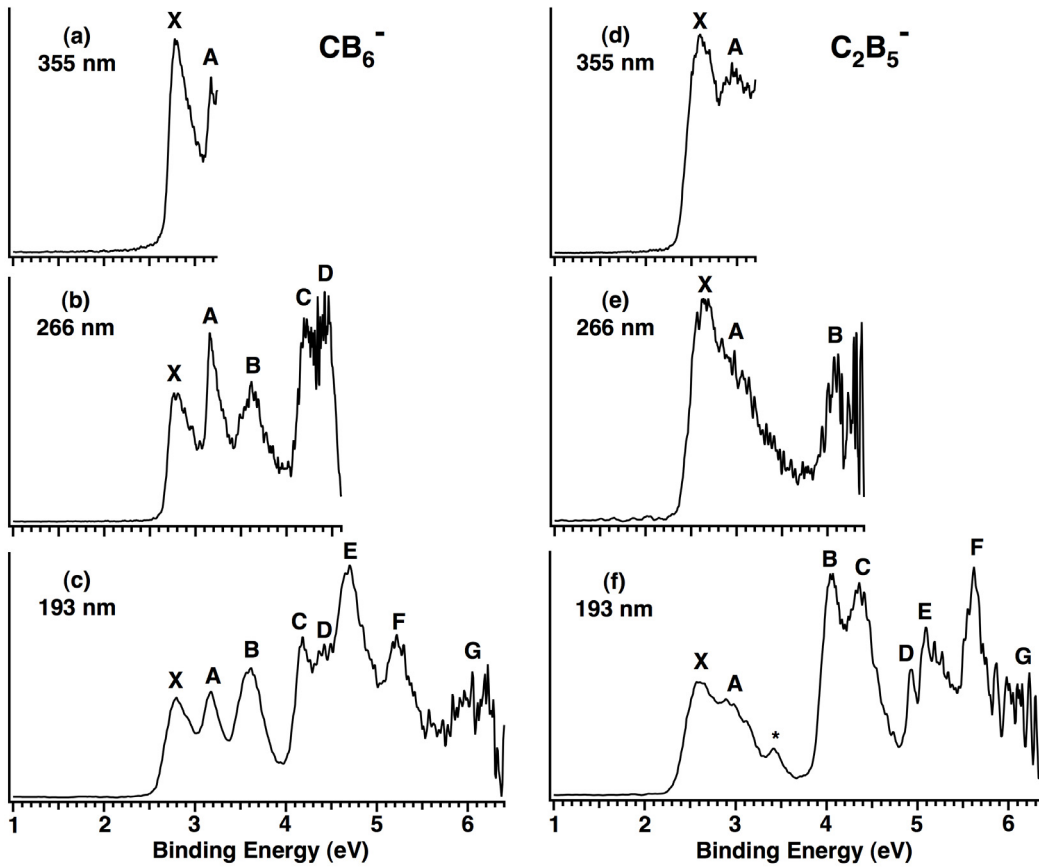 (a)
355 nm
X
A
CB6-
(b)
266 nm
X
A
B
C
D
(c)
193 nm
X
A
B
C
D
E
F
G
1 2 3 4 5 6
Binding Energy (eV)
(d)
355 nm
X
A
C2B5-
(e)
266 nm
X
A
B
(f)
193 nm
X
A
*
B
C
D
E
F
G
1 2 3 4 5 6
Binding Energy (eV)